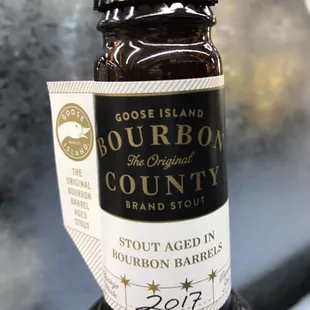 GOOSE
ISLAND
THE
ORIGINAL
BOURBON
BARREL
AGED
STOUT
GOOSE ISLAND
BOURBON
The Original
COUNTY
BRAND STOUT
STOUT AGED IN
BOURBON BARRELS
2017